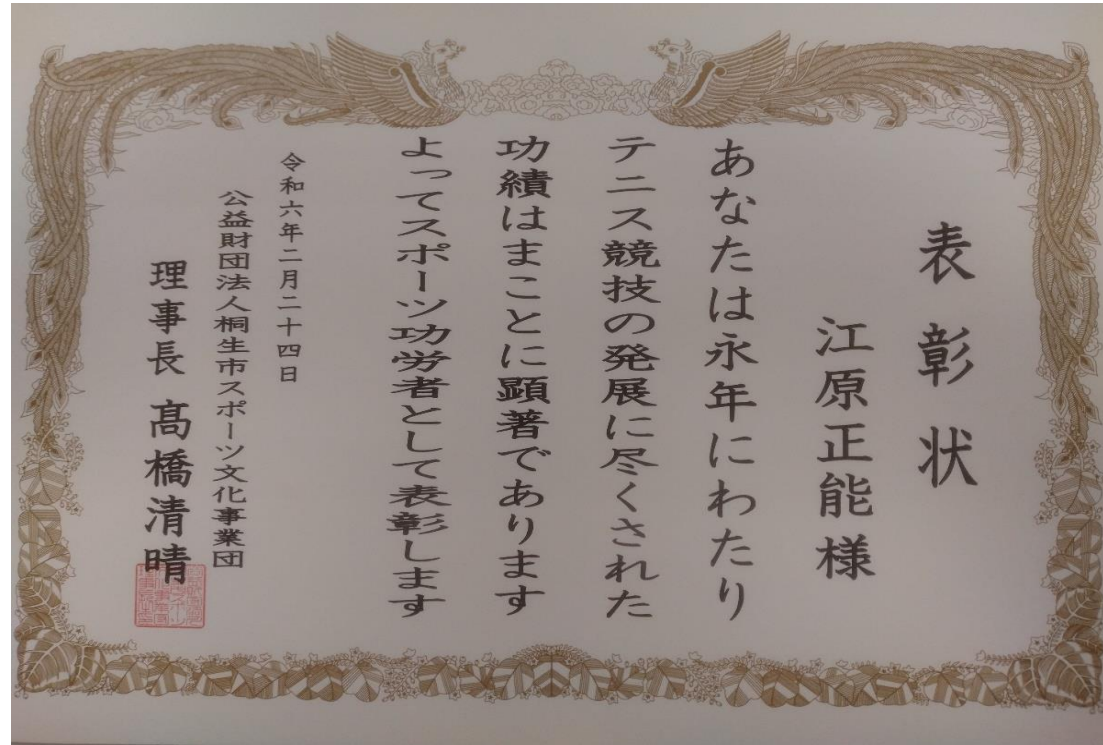 表彰状
江原正能様
あなたは永年にわたり
テニス競技の発展に尽くされた
功績はまことに顕著であります
よってスポーツ功労者として表彰します
令和六年二月二十四日
公益財団法人桐生市スポーツ文化事業団
理事長 髙橋清晴